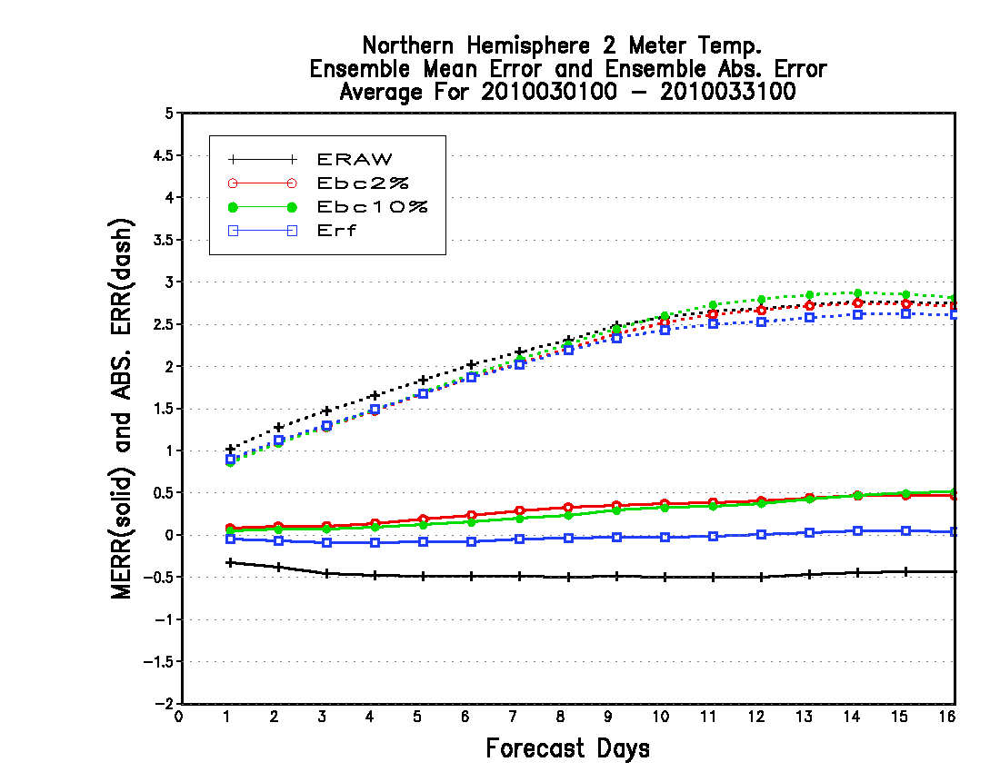 Northern Hemisphere 2 Meter Temp.
Ensemble Mean Error and Ensemble Abs. Error
Average For 2010030100 – 2010033100
MERR(solid) and ABS. ERR(dash)
5
4.5
4
3.5
3
2.5
2
1.5
1
0.5
0
−0.5
−1
−1.5
−2
ERAW
Ebc2%
Ebc10%
Erf
0 1 2 3 4 5 6 7 8 9 10 11 12 13 14 15 16
Forecast Days